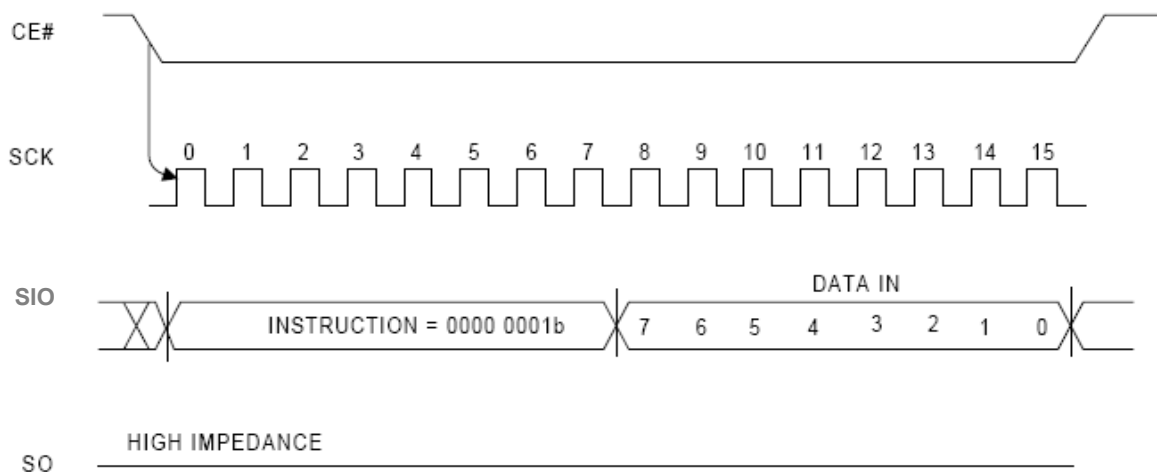 CE#
SCK
0 1 2 3 4 5 6 7 8 9 10 11 12 13 14 15
SIO
DATA IN
INSTRUCTION = 0000 0001b
7 6 5 4 3 2 1 0
HIGH IMPEDANCE
SO